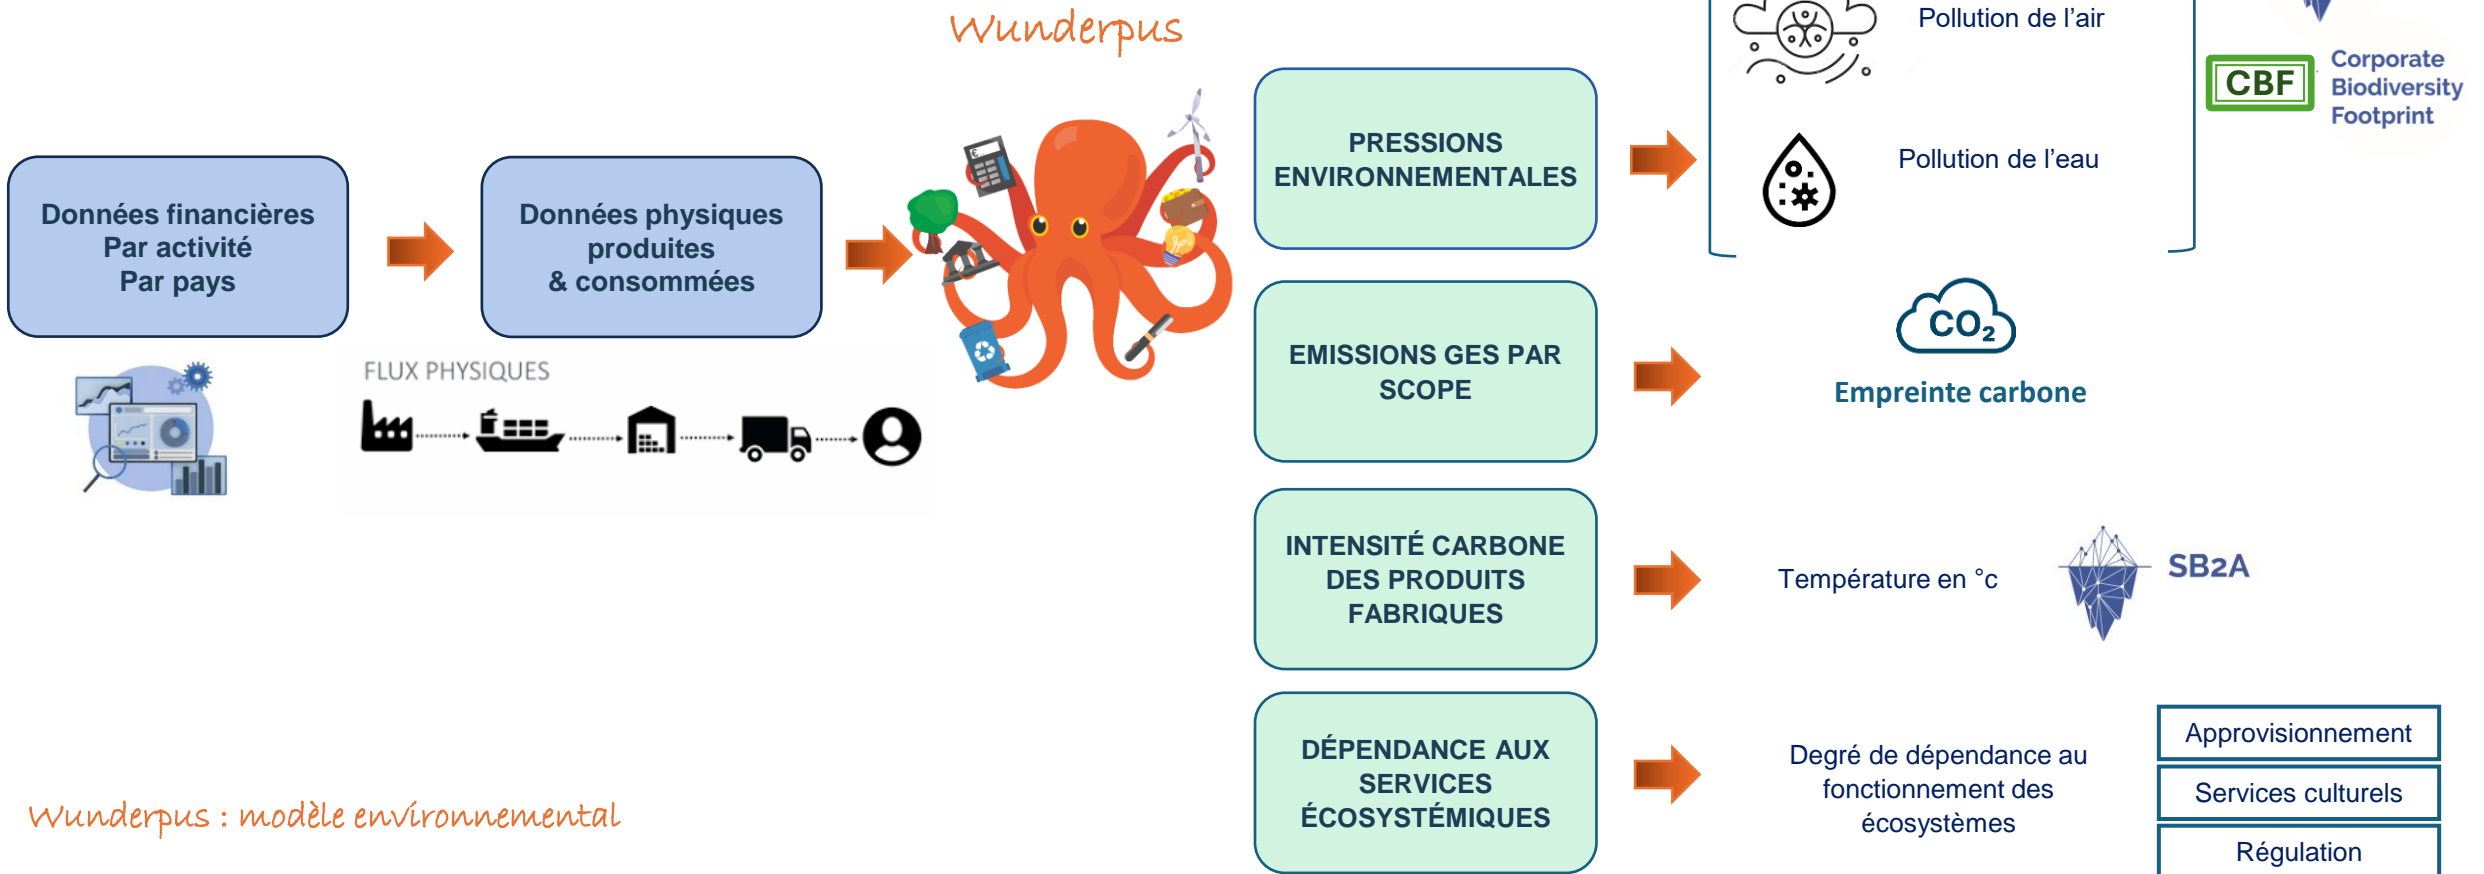 Wunderpus
Pollution de l’air
CBF
Corporate
Biodiversity
Footprint
PRESSIONS
ENVIRONNEMENTALES
Pollution de l’eau
Données financières
Par activité
Par pays
Données physiques
produites
& consommées
FLUX PHYSIQUES
EMISSIONS GES PAR
SCOPE
CO₂
Empreinte carbone
INTENSITÉ CARBONE
DES PRODUITS
FABRIQUES
Température en °c
SB2A
DÉPENDANCE AUX
SERVICES
ÉCOSYSTÉMIQUES
Degré de dépendance au
fonctionnement des
écosystèmes
Approvisionnement
Services culturels
Régulation
Wunderpus : modèle environnemental